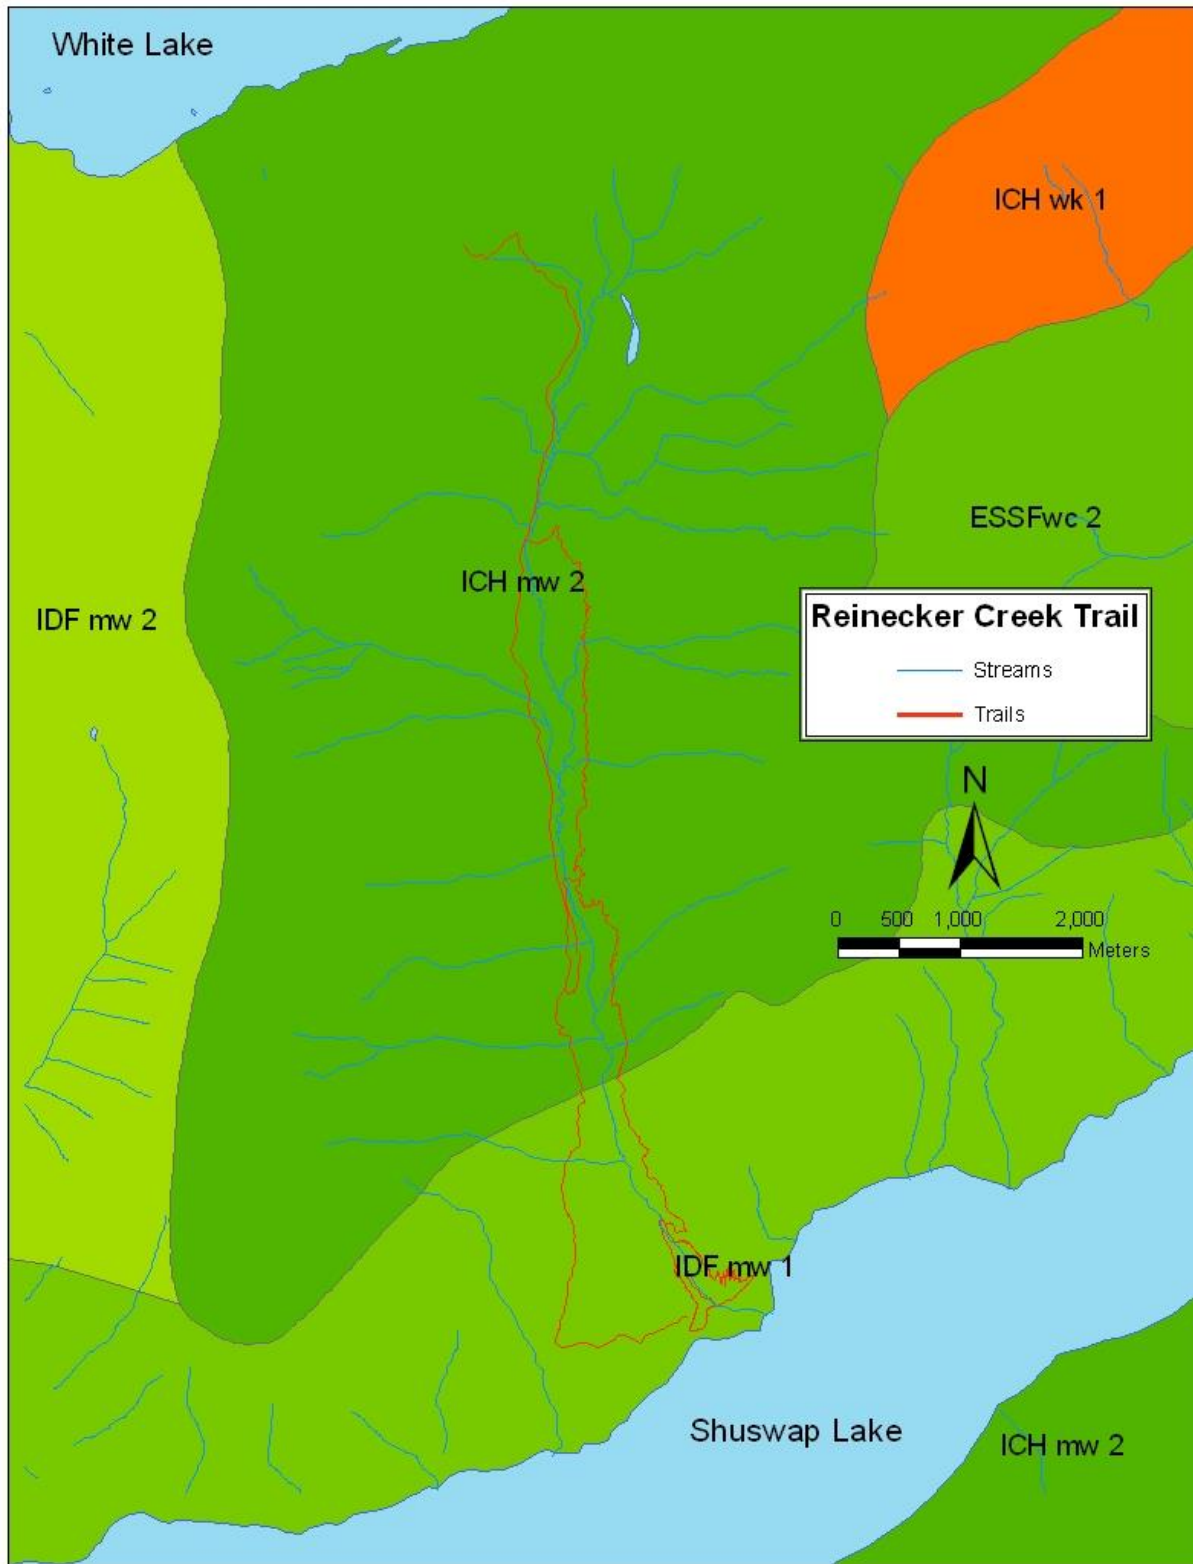 White Lake
ICH wk 1
ESSFwc 2
ICH mw 2
IDF mw 2
Reinecker Creek Trail
Streams
Trails
N
0 500 1,000 2,000
Meters
IDF mw 1
Shuswap Lake
ICH mw 2